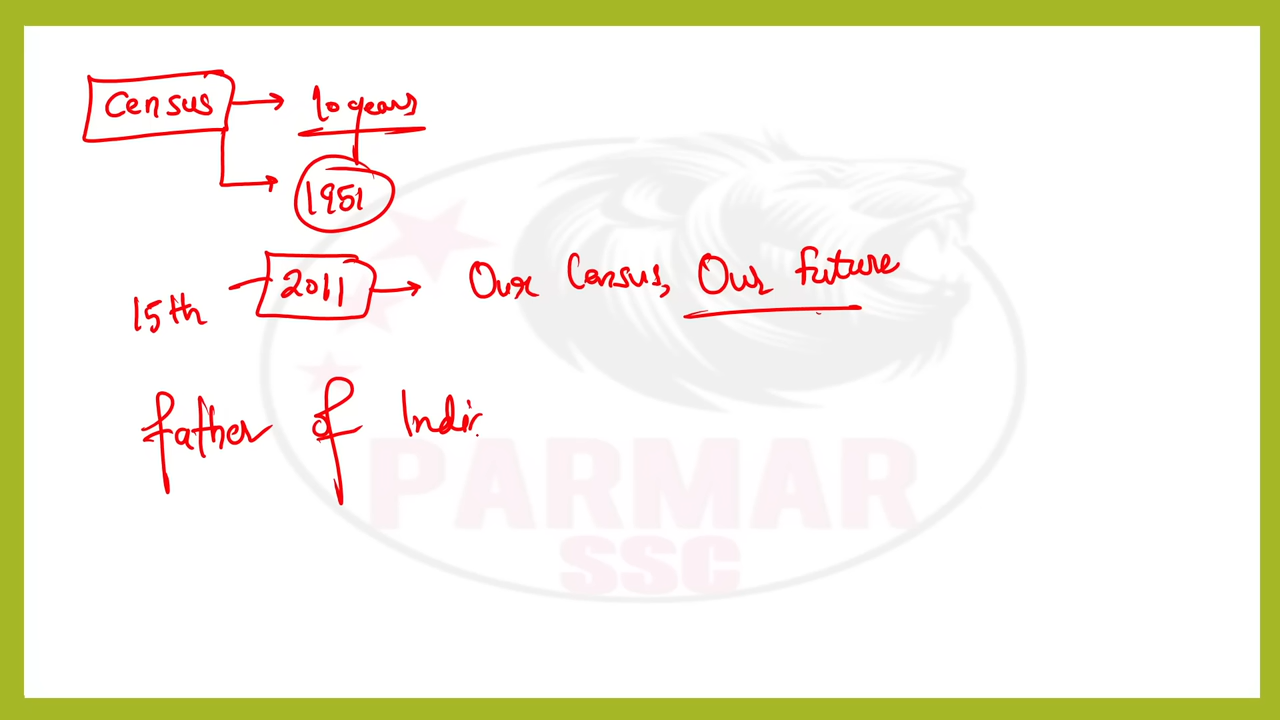 Census → 10 years
→ 1951
15th 2011 → Our Census, Our future
father of Indi
PARMAR
SSC